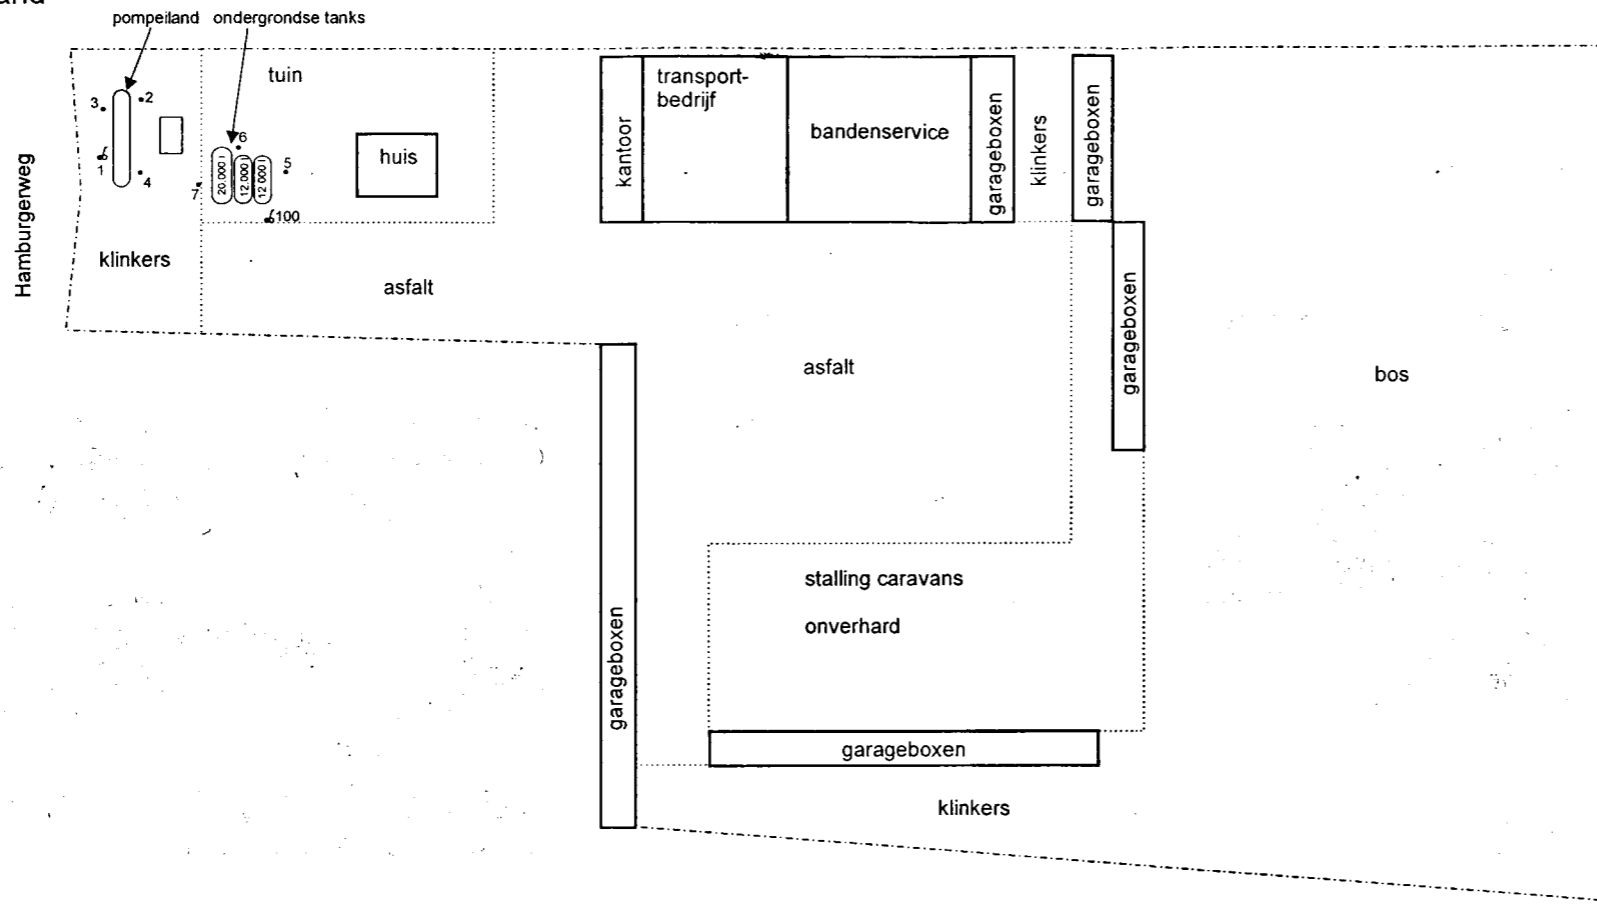 and
pompeiland
ondergrondse tanks
tuin
3
2
1
4
6
5
7
20.000 l
12.000 l
12.000 l
100
huis
kantoor
transport-
bedrijf
bandenservice
garageboxen
klinkers
garageboxen
Hamburgerweg
klinkers
asfalt
garageboxen
asfalt
bos
stalling caravans
onverhard
garageboxen
garageboxen
klinkers